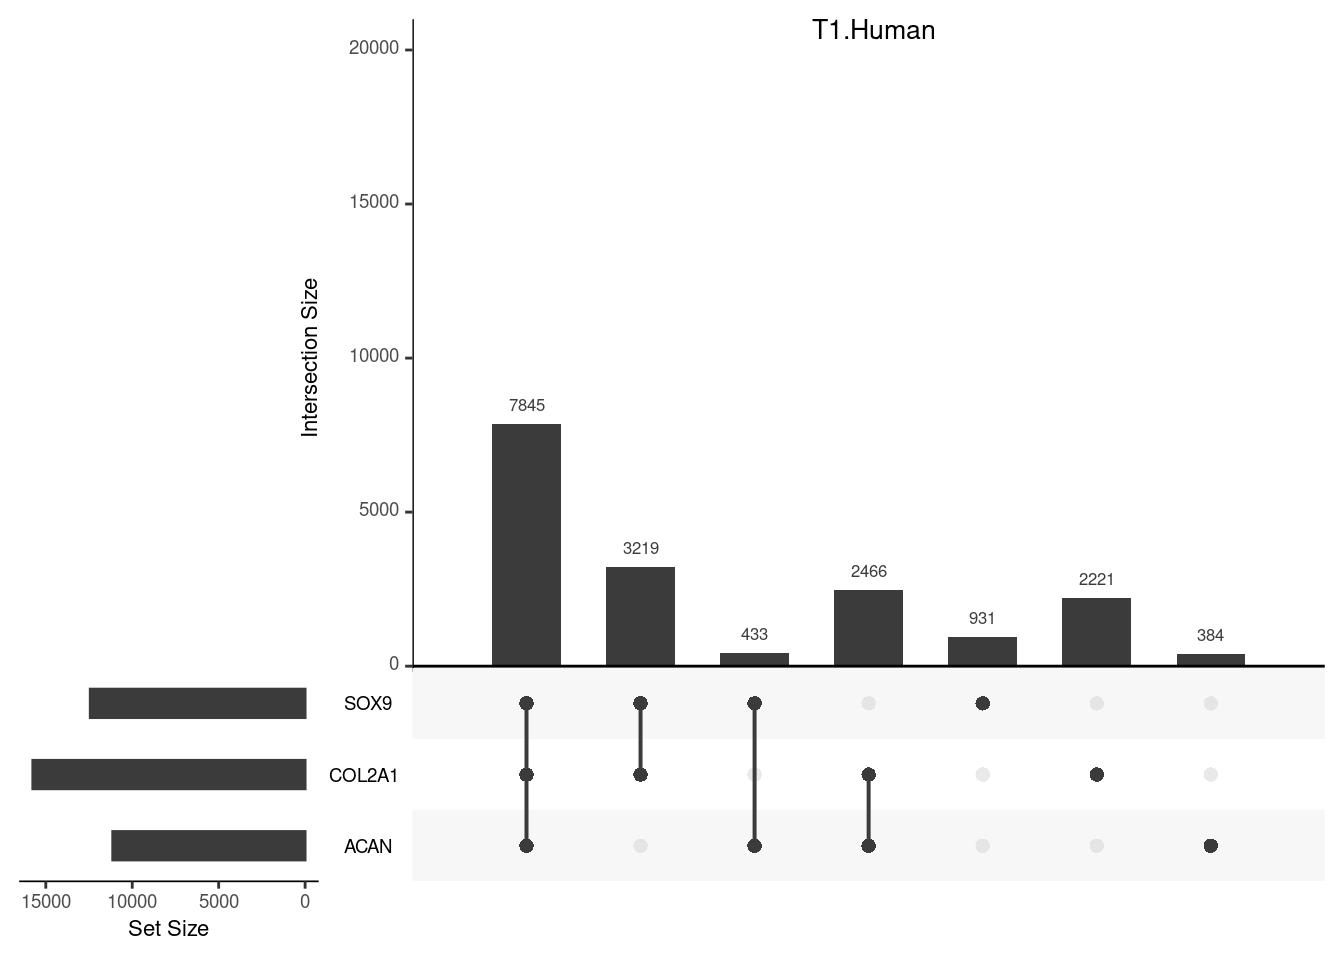 T1.Human
20000
15000
10000
5000
0
Intersection Size
7845
3219
433
2466
931
2221
384
SOX9
COL2A1
ACAN
15000 10000 5000 0
Set Size